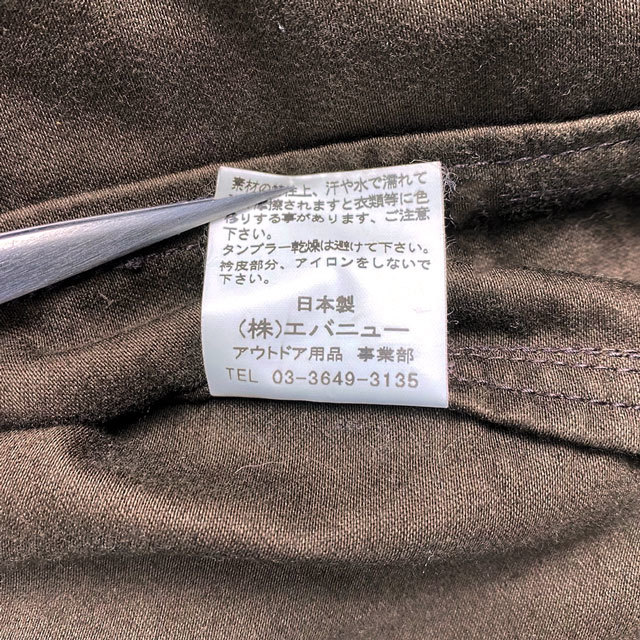 素材の特性上、汗や水で濡れて
擦されますと衣類等に色
移りする事があります、ご注意
下さい。
タンブラー乾燥は避けて下さい。
衿皮部分、アイロンをしないで
下さい。
日本製
(株)エバニュー
アウトドア用品 事業部
TEL 03-3649-3135